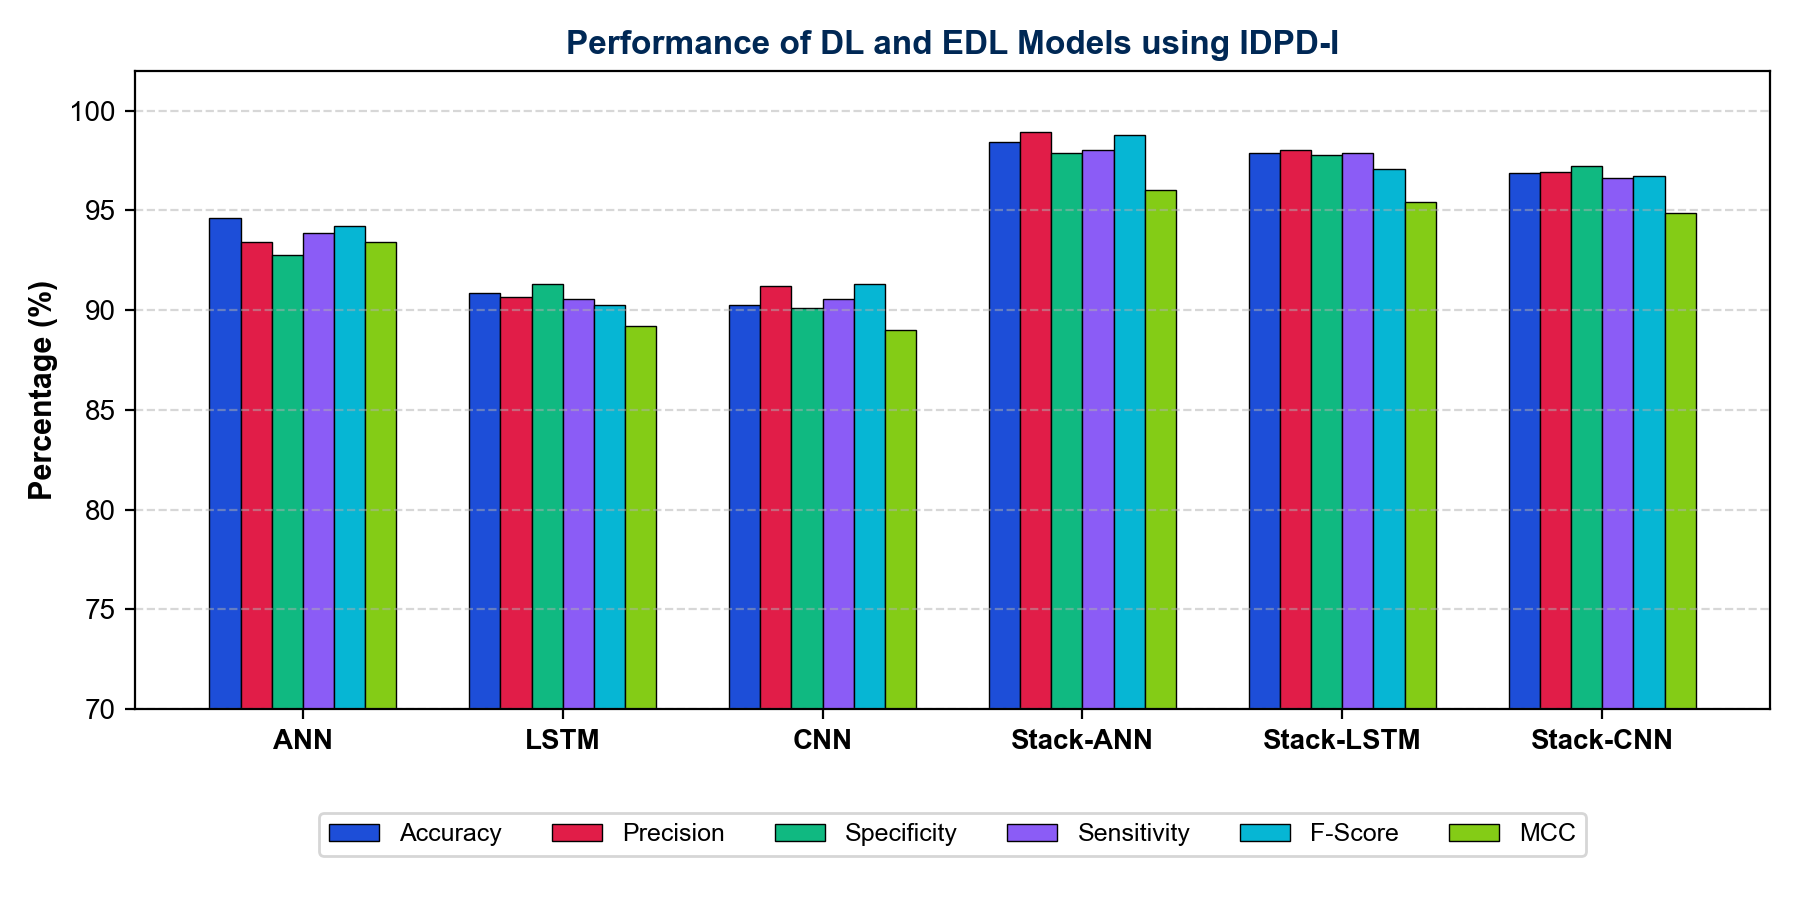 Performance of DL and EDL Models using IDPD-I
Percentage (%)
100
95
90
85
80
75
70
ANN LSTM CNN Stack-ANN Stack-LSTM Stack-CNN
Accuracy Precision Specificity Sensitivity F-Score MCC